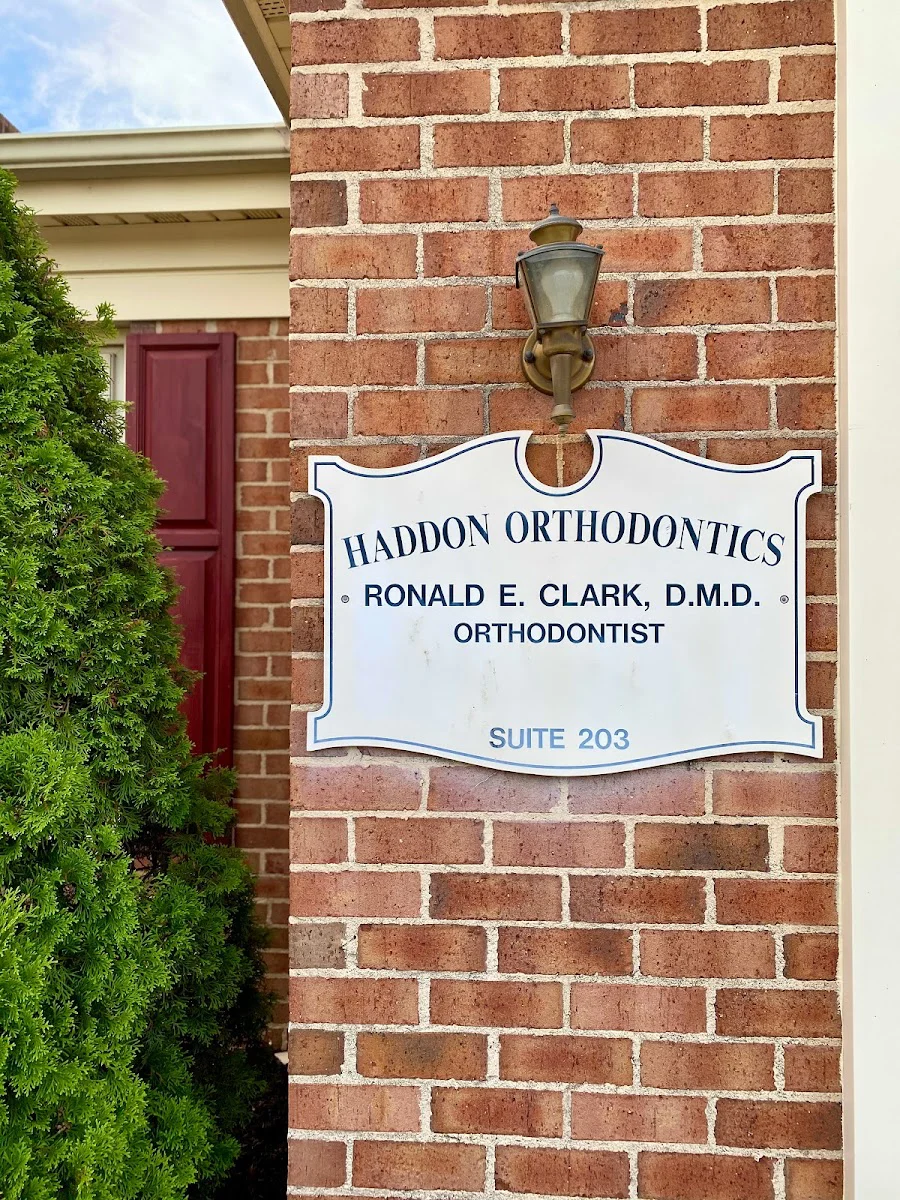 HADDON ORTHODONTICS
RONALD E. CLARK, D.M.D.
ORTHODONTIST
SUITE 203